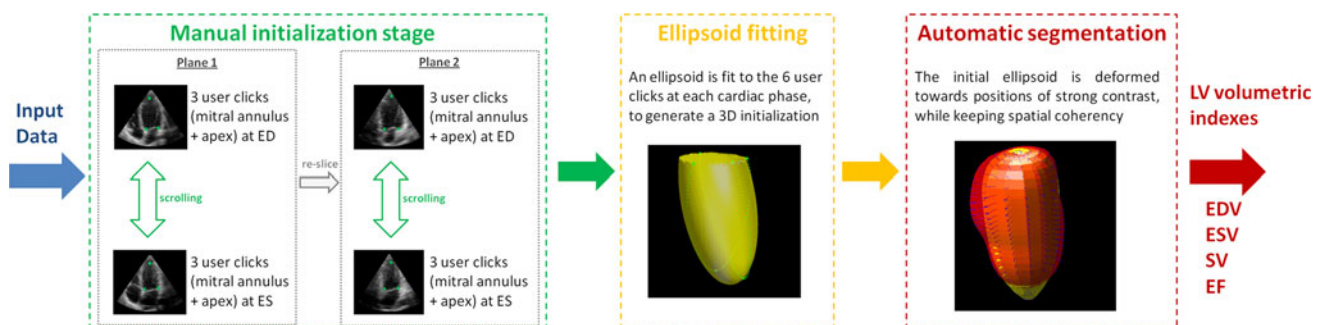 Input
Data
Manual initialization stage
Plane 1
3 user clicks
(mitral annulus
+ apex) at ED
scrolling
3 user clicks
(mitral annulus
+ apex) at ES
re-slice
Plane 2
3 user clicks
(mitral annulus
+ apex) at ED
scrolling
3 user clicks
(mitral annulus
+ apex) at ES
Ellipsoid fitting
An ellipsoid is fit to the 6 user
clicks at each cardiac phase,
to generate a 3D initialization
Automatic segmentation
The initial ellipsoid is deformed
towards positions of strong contrast,
while keeping spatial coherency
LV volumetric
indexes
EDV
ESV
SV
EF